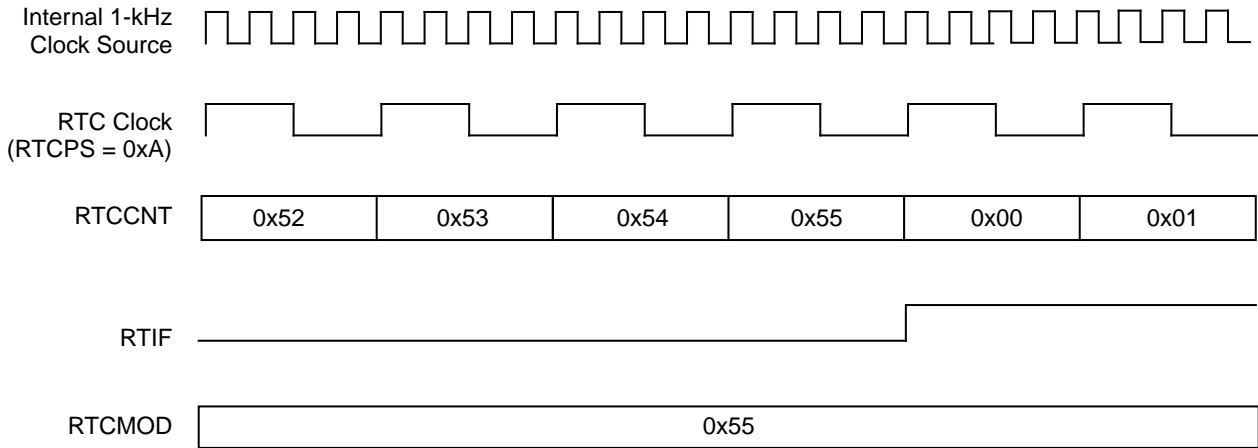 Internal 1-kHz
Clock Source
RTC Clock
(RTCPS = 0xA)
RTCCNT
0x52 0x53 0x54 0x55 0x00 0x01
RTIF
RTCMOD
0x55